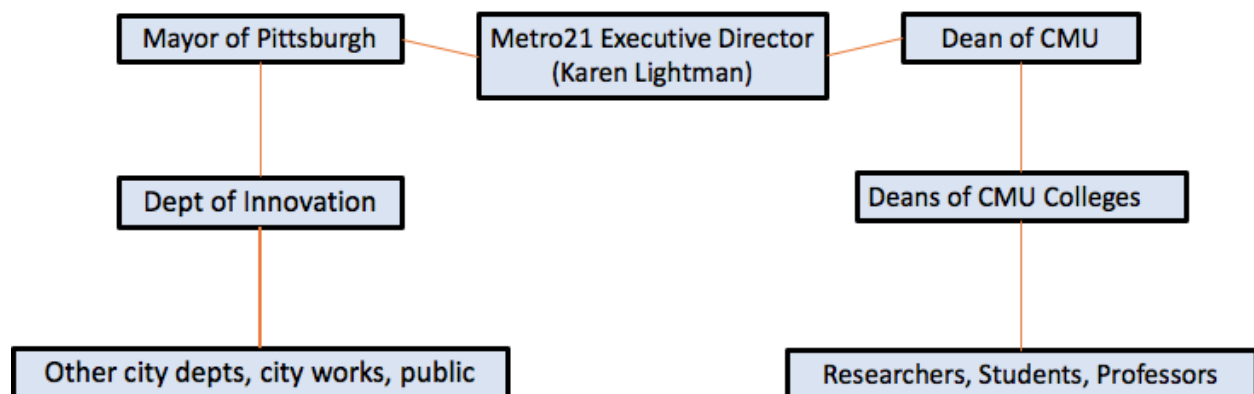 Mayor of Pittsburgh
Metro21 Executive Director
(Karen Lightman)
Dean of CMU
Dept of Innovation
Deans of CMU Colleges
Other city depts, city works, public
Researchers, Students, Professors